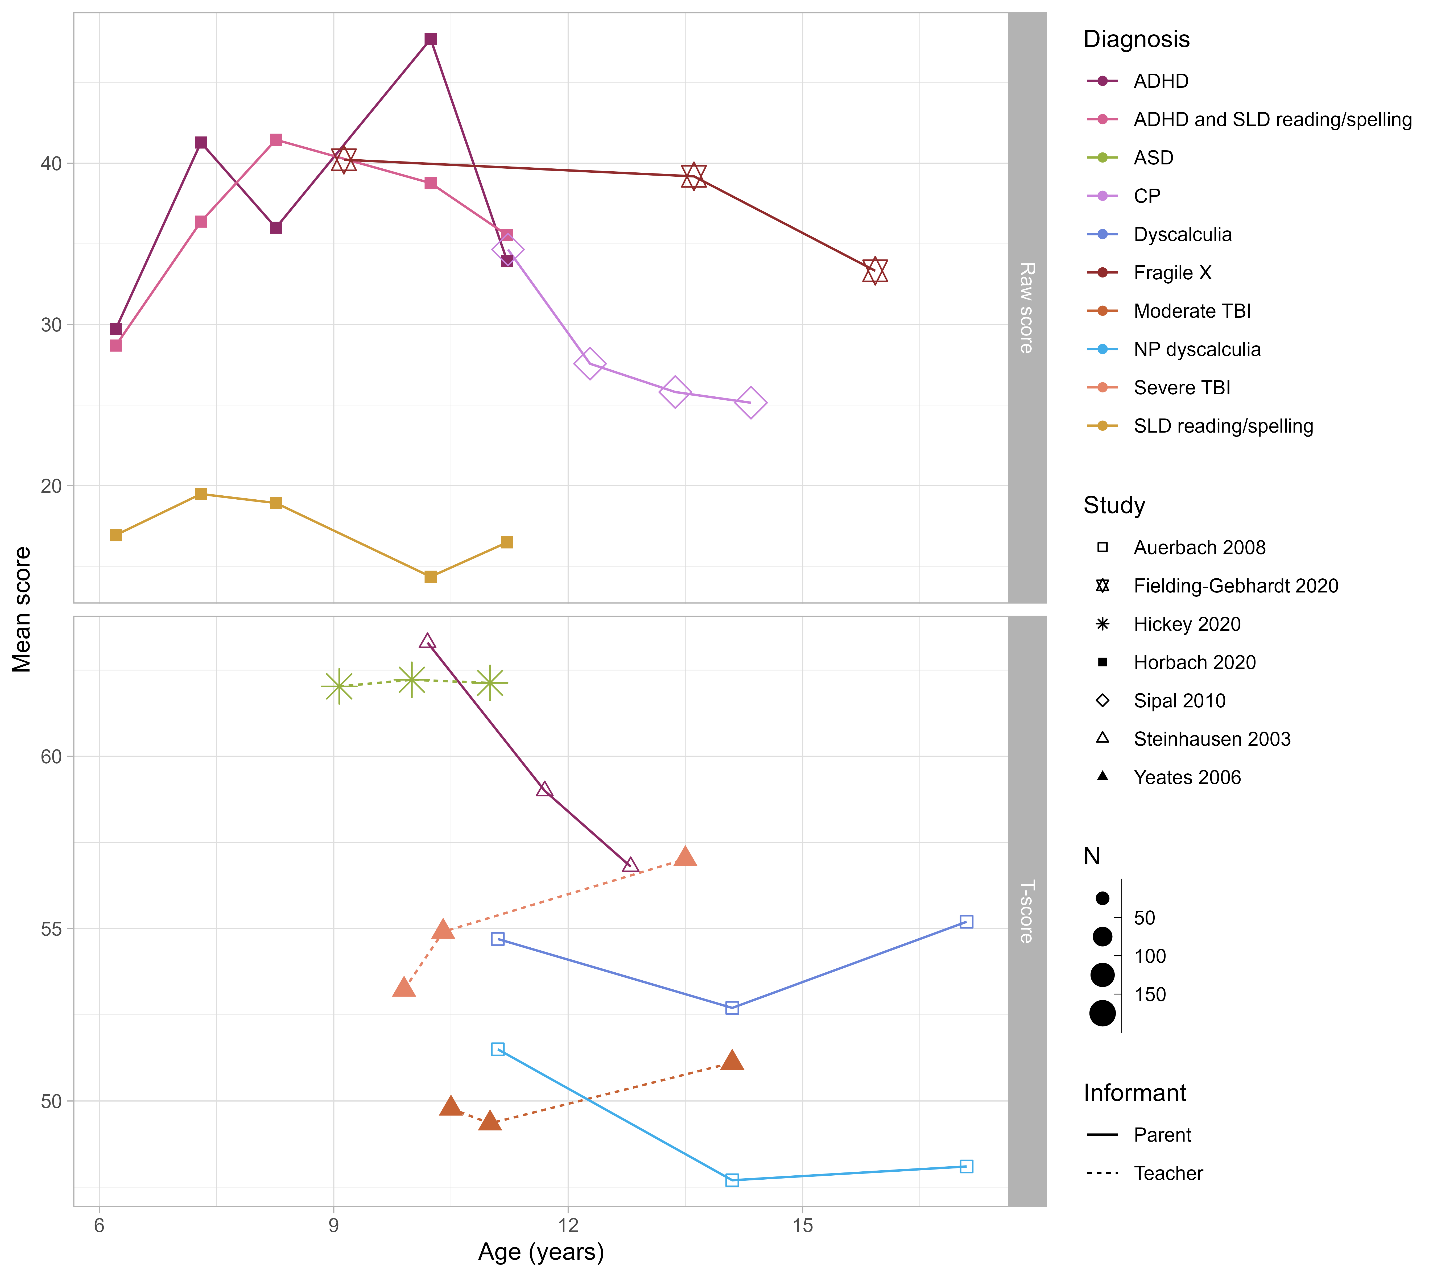 Mean score
40
30
20
Raw score
60
55
50
T-score
6
9
12
15
Age (years)
Diagnosis
ADHD
ADHD and SLD reading/spelling
ASD
CP
Dyscalculia
Fragile X
Moderate TBI
NP dyscalculia
Severe TBI
SLD reading/spelling
Study
Auerbach 2008
Fielding-Gebhardt 2020
Hickey 2020
Horbach 2020
Sipal 2010
Steinhausen 2003
Yeates 2006
N
50
100
150
Informant
Parent
Teacher